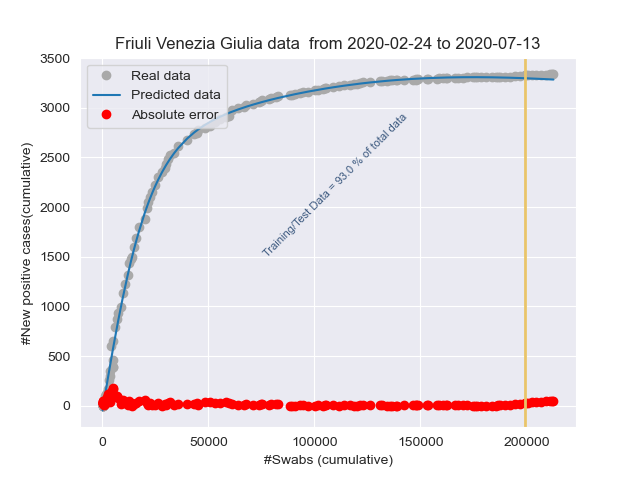 Friuli Venezia Giulia data from 2020-02-24 to 2020-07-13
Real data
Predicted data
Absolute error
Training/Test Data = 93.0 % of total data
#New positive cases(cumulative)
3500
3000
2500
2000
1500
1000
500
0
0
50000
100000
150000
200000
#Swabs (cumulative)